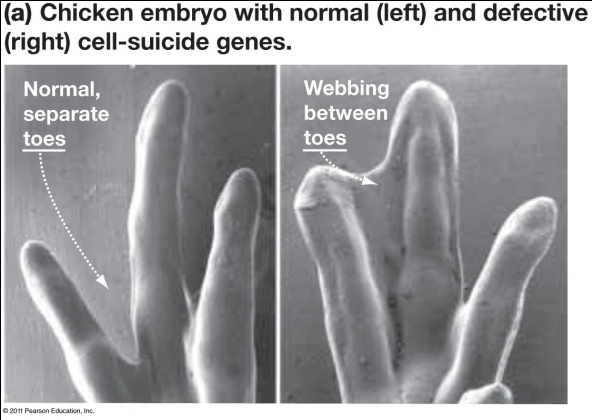 (a) Chicken embryo with normal (left) and defective
(right) cell-suicide genes.
Normal,
separate
toes
Webbing
between
toes
© 2011 Pearson Education, Inc.